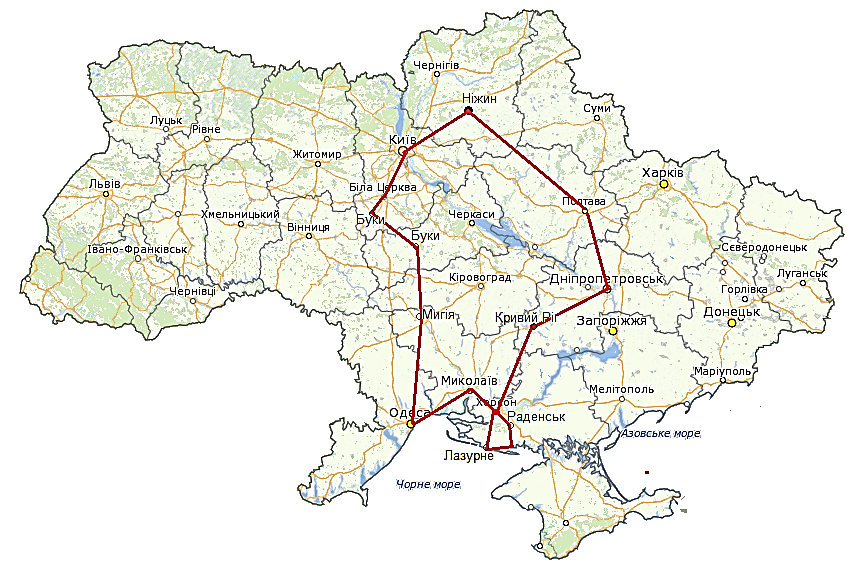 Чернігів
Ніжин
Суми
Луцьк
Рівне
Київ
Житомир
Харків
Львів
Біла Церква
Полтава
Хмельницький
Буки
Черкаси
Вінниця
Буки
Івано-Франківськ
Сєвєродонецьк
Чернівці
Кіровоград
Дніпропетровськ
Луганськ
Горлівка
Мигія
Кривий Ріг
Запоріжжя
Донецьк
Маріуполь
Миколаїв
Мелітополь
Херсон
Одеса
Раденськ
Азовське море
Лазурне
Чорне море